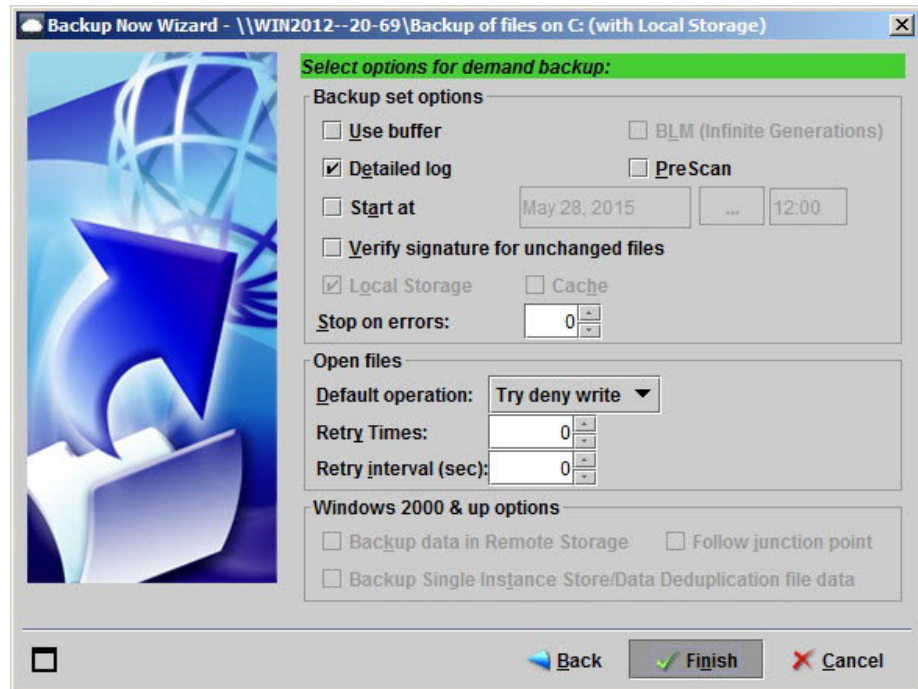 Backup Now Wizard - \\WIN2012--20-69\Backup of files on C: (with Local Storage)
Select options for demand backup:
Backup set options
Use buffer BLM (Infinite Generations)
Detailed log PreScan
Start at May 28, 2015 ... 12:00
Verify signature for unchanged files
Local Storage Cache
Stop on errors: 0
Open files
Default operation: Try deny write
Retry Times: 0
Retry interval (sec): 0
Windows 2000 & up options
Backup data in Remote Storage Follow junction point
Backup Single Instance Store/Data Deduplication file data
Back Finish Cancel